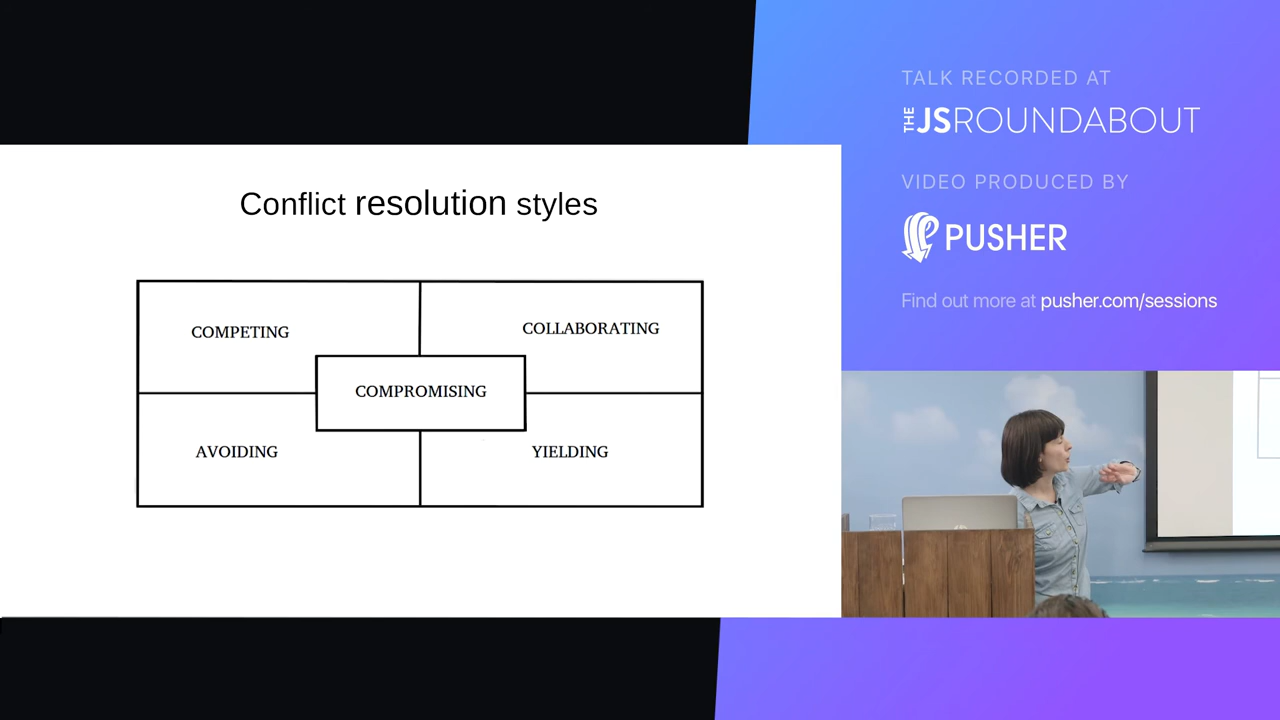 Conflict resolution styles
COMPETING
COLLABORATING
COMPROMISING
AVOIDING
YIELDING
TALK RECORDED AT
THE JSROUNDABOUT
VIDEO PRODUCED BY
PUSHER
Find out more at pusher.com/sessions